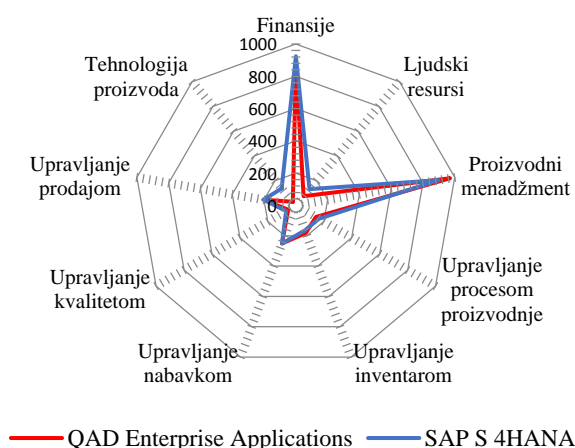 Finansije
1000
800
600
400
200
0
Ljudski
resursi
Proizvodni
menadžment
Upravljanje
procesom
proizvodnje
Upravljanje
inventarom
Upravljanje
nabavkom
Upravljanje
kvalitetom
Upravljanje
prodajom
Tehnologija
proizvoda
QAD Enterprise Applications SAP S 4HANA